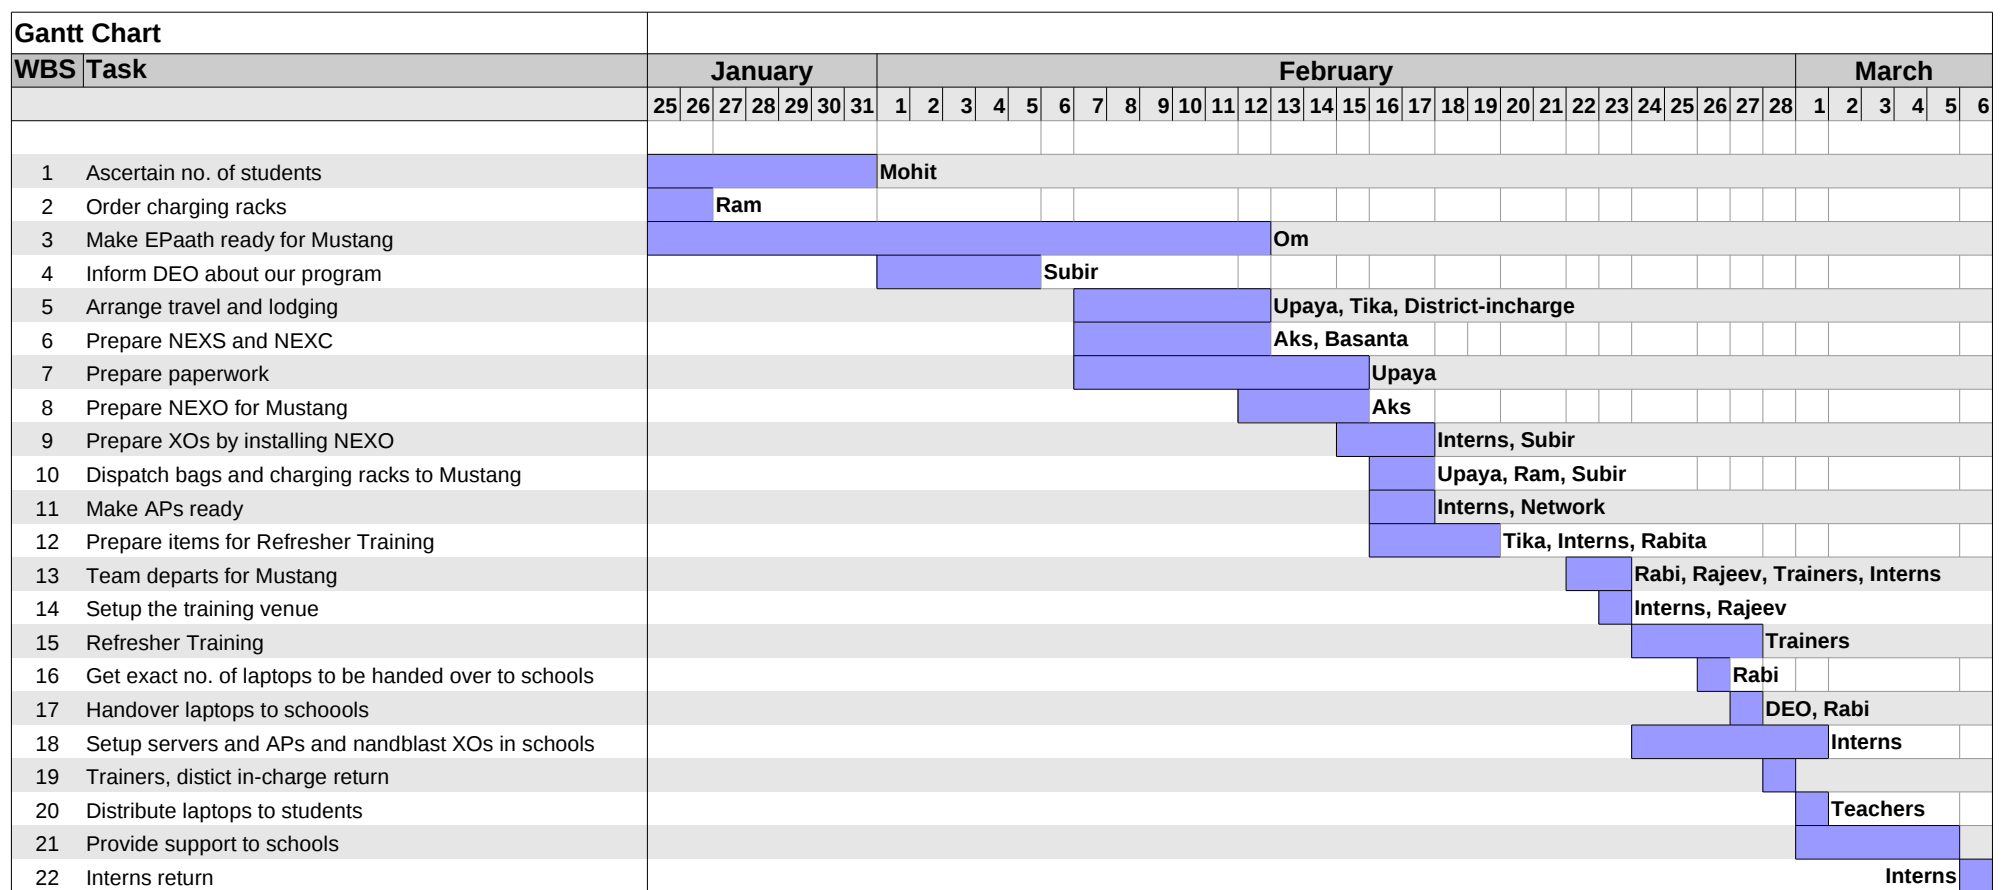 Gantt Chart
WBS Task January February March
25 26 27 28 29 30 31 1 2 3 4 5 6 7 8 9 10 11 12 13 14 15 16 17 18 19 20 21 22 23 24 25 26 27 28 1 2 3 4 5 6
1 Ascertain no. of students Mohit
2 Order charging racks Ram
3 Make EPaath ready for Mustang Om
4 Inform DEO about our program Subir
5 Arrange travel and lodging Upaya, Tika, District-incharge
6 Prepare NEXS and NEXC Aks, Basanta
7 Prepare paperwork Upaya
8 Prepare NEXO for Mustang Aks
9 Prepare XOs by installing NEXO Interns, Subir
10 Dispatch bags and charging racks to Mustang Upaya, Ram, Subir
11 Make APs ready Interns, Network
12 Prepare items for Refresher Training Tika, Interns, Rabita
13 Team departs for Mustang Rabi, Rajeev, Trainers, Interns
14 Setup the training venue Interns, Rajeev
15 Refresher Training Trainers
16 Get exact no. of laptops to be handed over to schools Rabi
17 Handover laptops to schoools DEO, Rabi
18 Setup servers and APs and nandblast XOs in schools Interns
19 Trainers, distict in-charge return
20 Distribute laptops to students Teachers
21 Provide support to schools
22 Interns return Interns